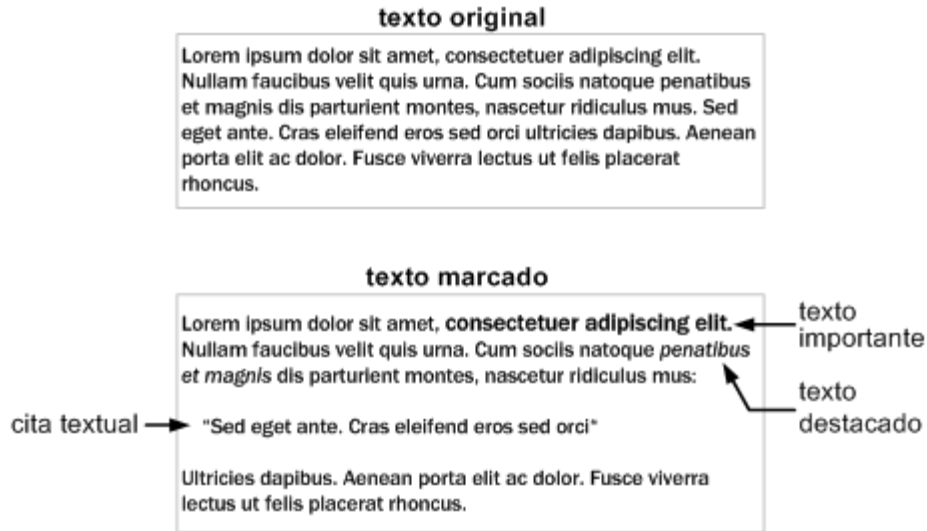 texto original
Lorem ipsum dolor sit amet, consectetuer adipiscing elit.
Nullam faucibus velit quis urna. Cum sociis natoque penatibus
et magnis dis parturient montes, nascetur ridiculus mus. Sed
eget ante. Cras eleifend eros sed orci ultricies dapibus. Aenean
porta elit ac dolor. Fusce viverra lectus ut felis placerat
rhoncus.
texto marcado
Lorem ipsum dolor sit amet, consectetuer adipiscing elit.
Nullam faucibus velit quis urna. Cum sociis natoque penatibus
et magnis dis parturient montes, nascetur ridiculus mus:
"Sed eget ante. Cras eleifend eros sed orci"
Ultricies dapibus. Aenean porta elit ac dolor. Fusce viverra
lectus ut felis placerat rhoncus.
texto
importante
texto
destacado
cita textual